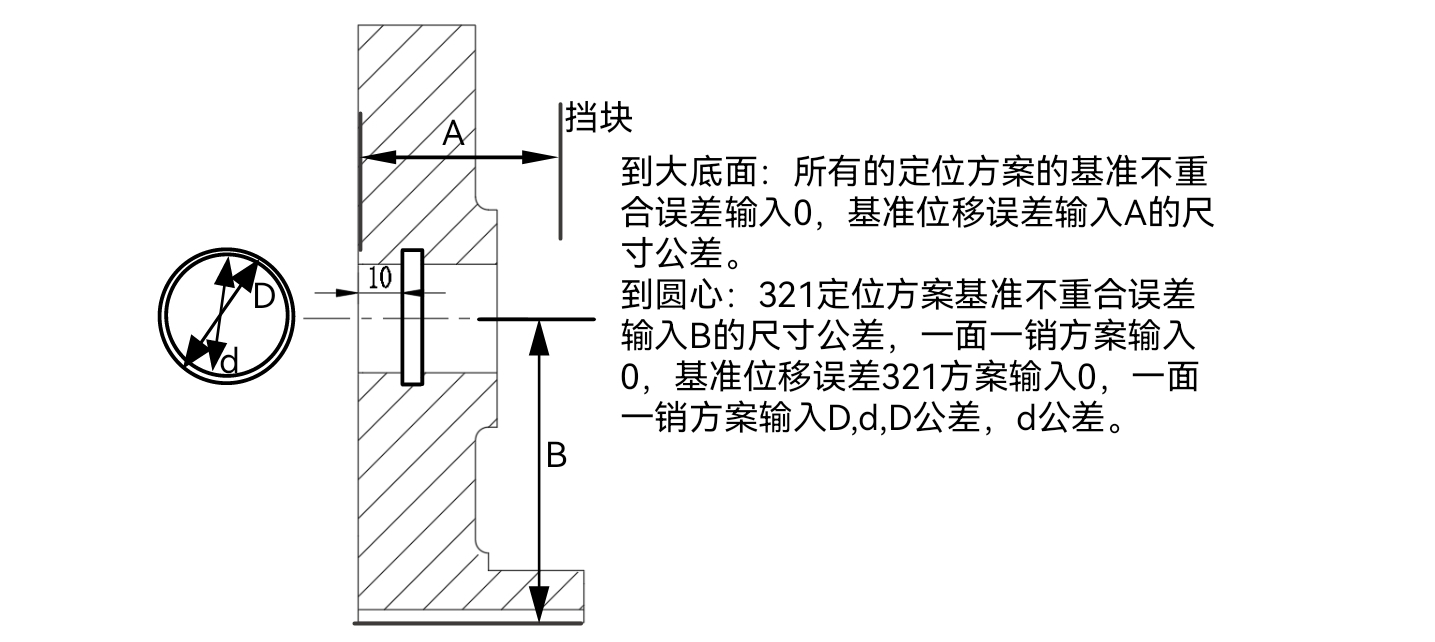 挡块
A
到大底面：所有的定位方案的基准不重
合误差输入0，基准位移误差输入A的尺
寸公差。
到圆心：321定位方案基准不重合误差
输入B的尺寸公差，一面一销方案输入
0，基准位移误差321方案输入0，一面
一销方案输入D,d,D公差，d公差。
10
D
d
B